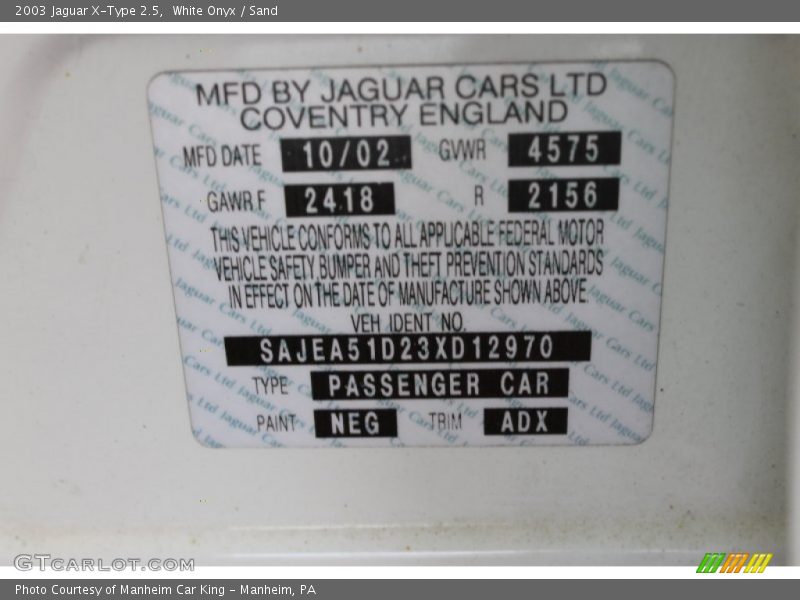 2003 Jaguar X-Type 2.5,  White Onyx / Sand
MFD BY JAGUAR CARS LTD
COVENTRY ENGLAND
MFD DATE 10/02 GVWR 4575
GAWR F 2418 R 2156
THIS VEHICLE CONFORMS TO ALL APPLICABLE FEDERAL MOTOR
VEHICLE SAFETY BUMPER AND THEFT PREVENTION STANDARDS
IN EFFECT ON THE DATE OF MANUFACTURE SHOWN ABOVE
VEH IDENT NO.
SAJEA51D23XD12970
TYPE PASSENGER CAR
PAINT NEG TRIM ADX
GTCARLOT.COM
Photo Courtesy of Manheim Car King - Manheim, PA